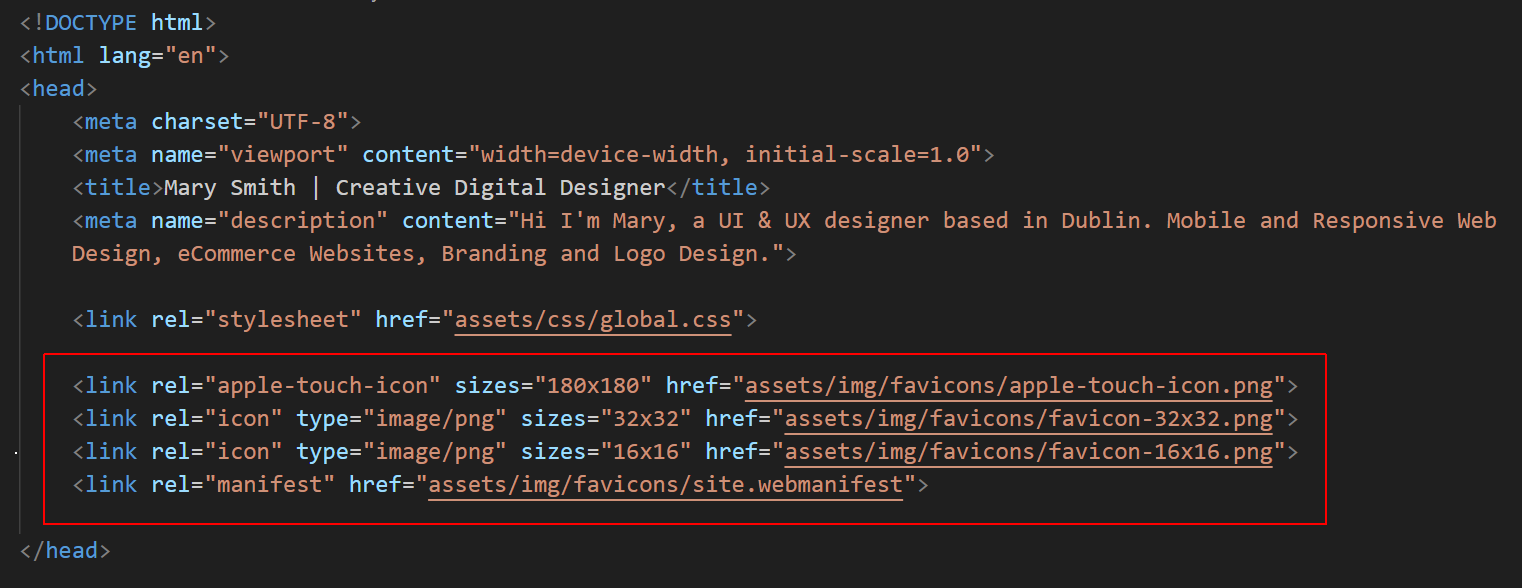 <!DOCTYPE html>
<html lang="en">
<head>
<meta charset="UTF-8">
<meta name="viewport" content="width=device-width, initial-scale=1.0">
<title>Mary Smith | Creative Digital Designer</title>
<meta name="description" content="Hi I'm Mary, a UI & UX designer based in Dublin. Mobile and Responsive Web
Design, eCommerce Websites, Branding and Logo Design.">
<link rel="stylesheet" href="assets/css/global.css">
<link rel="apple-touch-icon" sizes="180x180" href="assets/img/favicons/apple-touch-icon.png">
<link rel="icon" type="image/png" sizes="32x32" href="assets/img/favicons/favicon-32x32.png">
<link rel="icon" type="image/png" sizes="16x16" href="assets/img/favicons/favicon-16x16.png">
<link rel="manifest" href="assets/img/favicons/site.webmanifest">
</head>